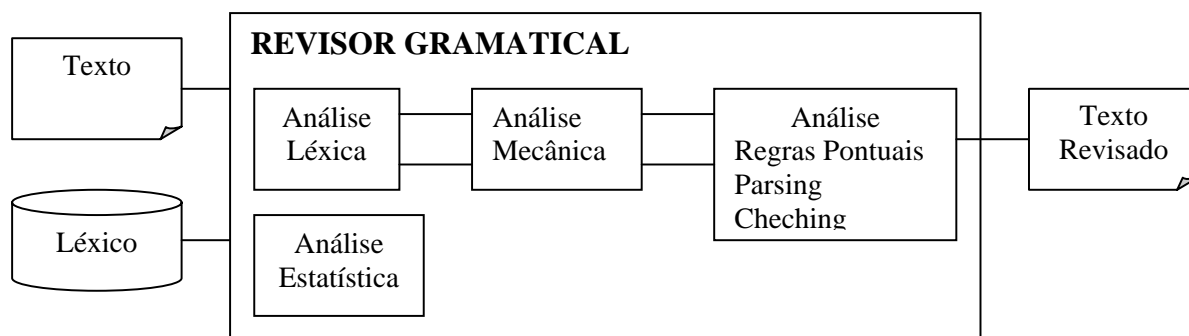 REVISOR GRAMATICAL
Texto
Análise
Léxica
Análise
Mecânica
Análise
Regras Pontuais
Parsing
Cheching
Texto
Revisado
Léxico
Análise
Estatística